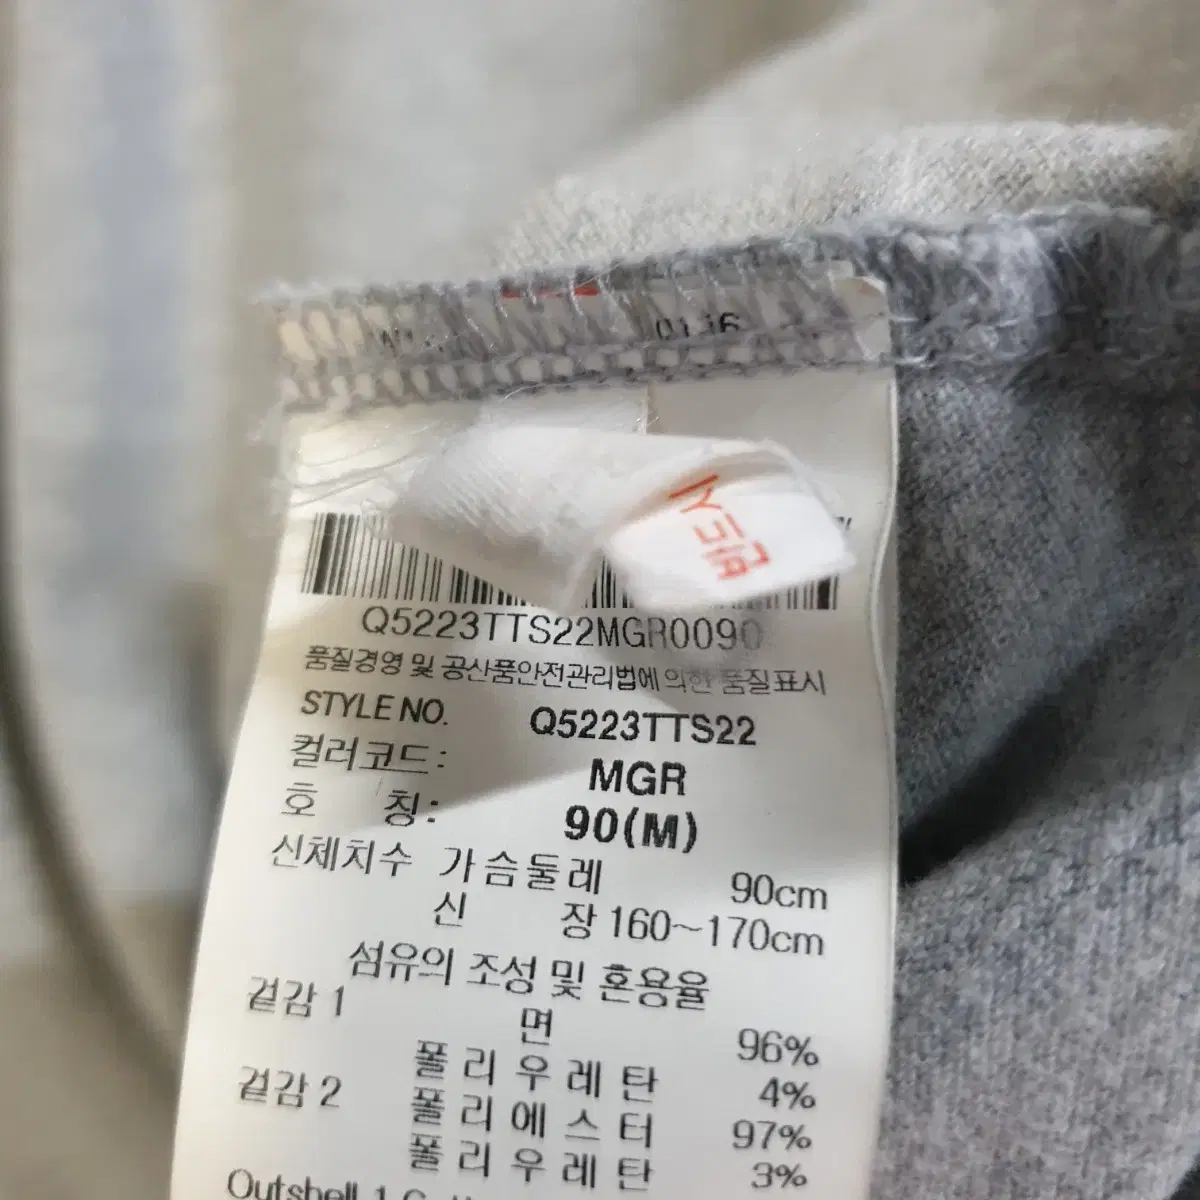 0116
Q5223TTS22MGR0090
품질경영 및 공산품안전관리법에 의한 품질표시
STYLE NO. Q5223TTS22
컬러코드: MGR
호 칭: 90(M)
신체치수 가슴둘레 90cm
신 장 160~170cm
섬유의 조성 및 혼용율
겉감 1 면 96%
폴리우레탄 4%
겉감 2 폴리에스터 97%
폴리우레탄 3%
Outshell 1